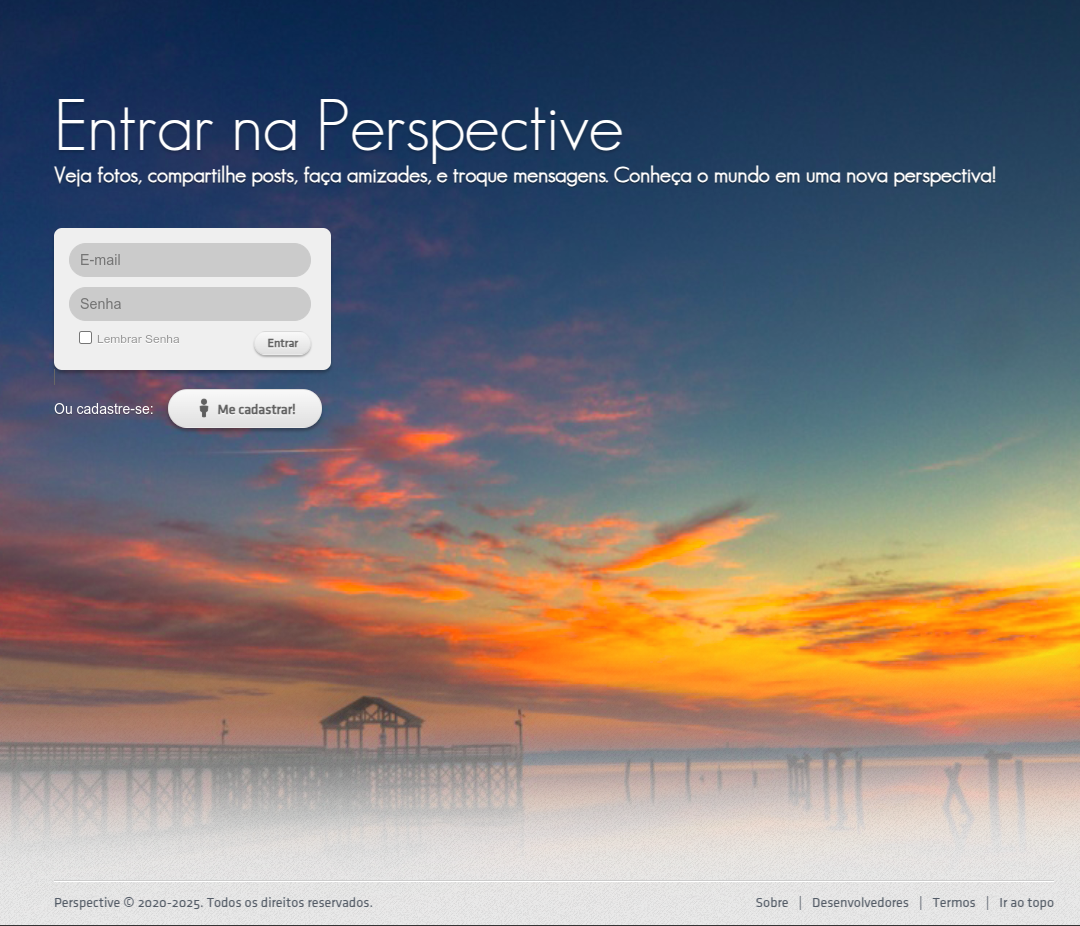 Entrar na Perspective
Veja fotos, compartilhe posts, faça amizades, e troque mensagens. Conheça o mundo em uma nova perspectiva!
E-mail
Senha
Lembrar Senha
Entrar
Ou cadastre-se:
Me cadastrar!
Perspective © 2020-2025. Todos os direitos reservados.
Sobre | Desenvolvedores | Termos | Ir ao topo